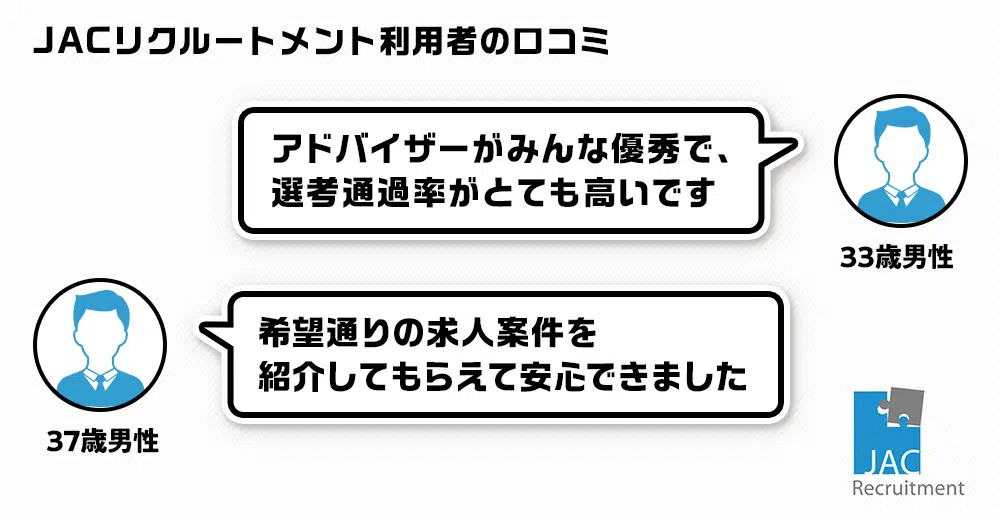 JACリクルートメント利用者の口コミ
アドバイザーがみんな優秀で、
選考通過率がとても高いです
33歳男性
希望通りの求人案件を
紹介してもらえて安心できました
37歳男性
JAC
Recruitment